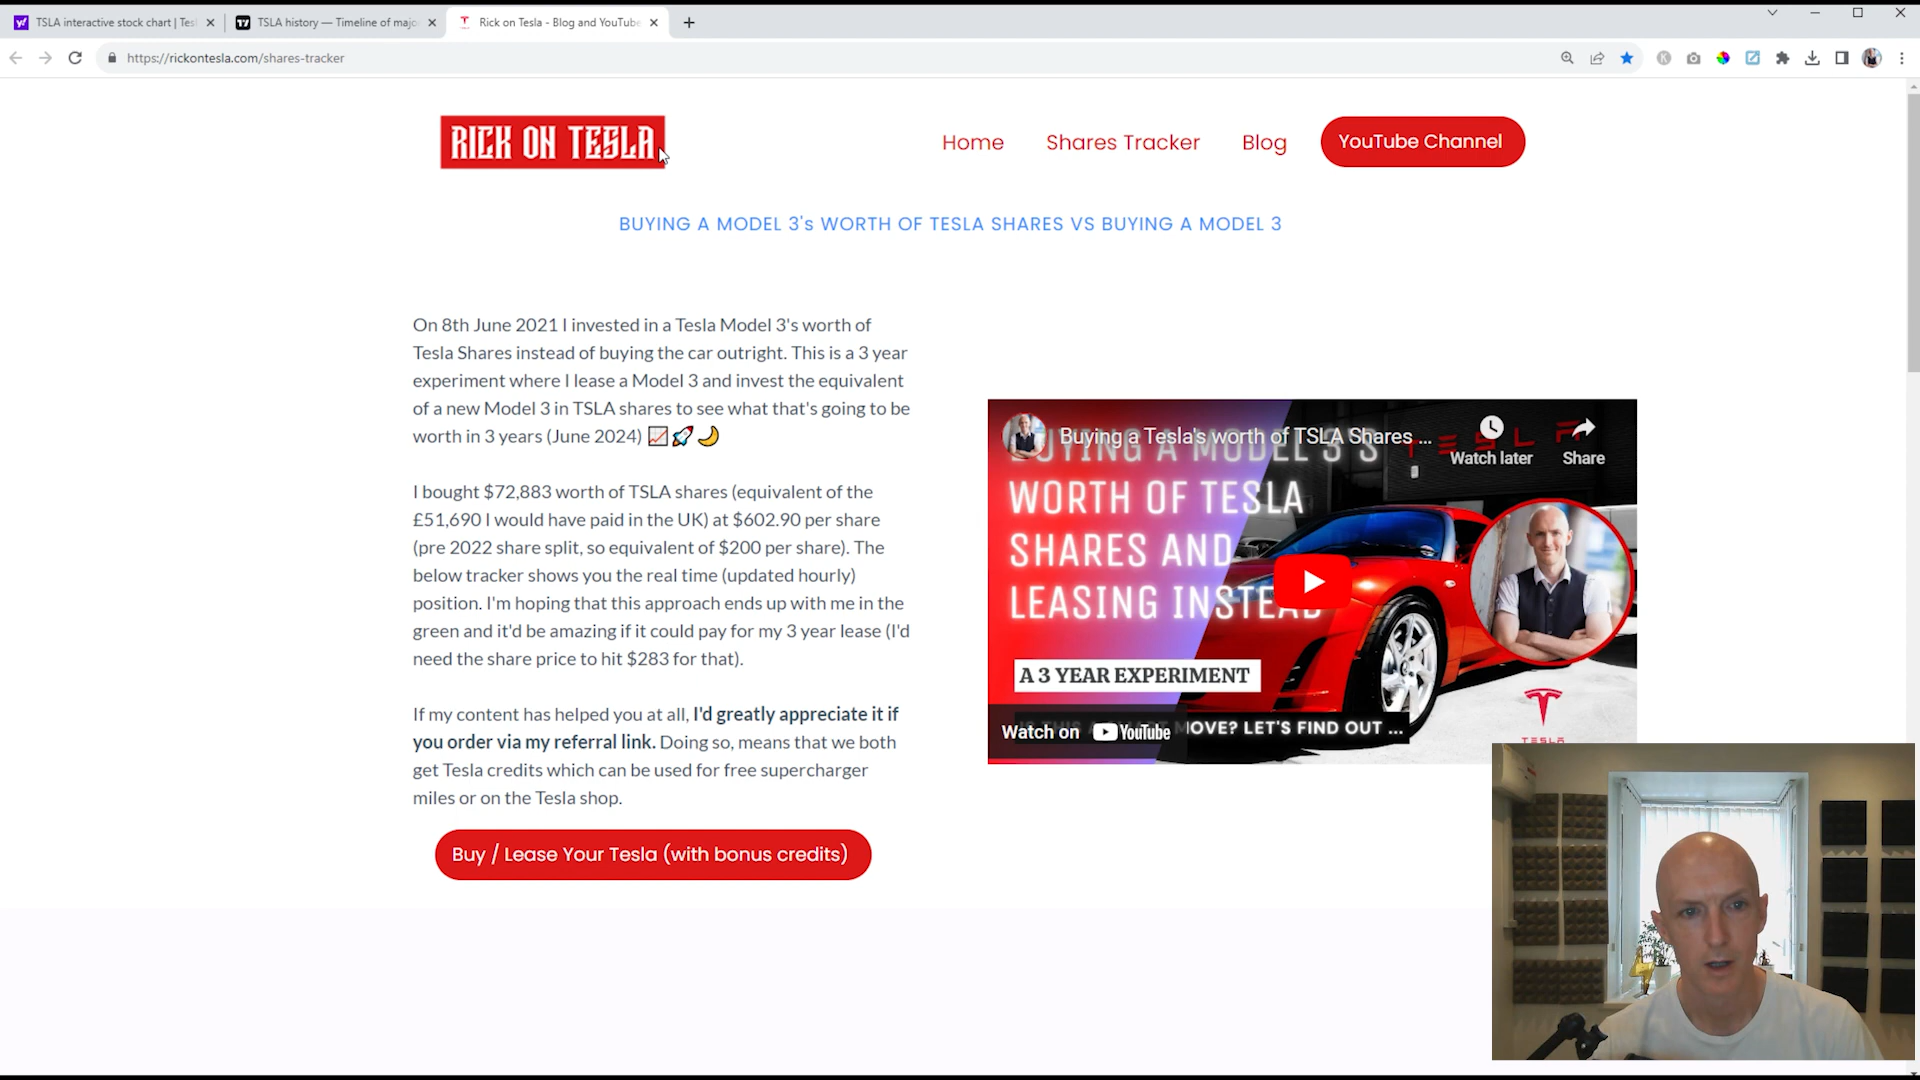 TSLA interactive stock chart | Tes
TSLA history — Timeline of majo
Rick on Tesla - Blog and YouTube
https://rickontesla.com/shares-tracker
RICK ON TESLA
Home
Shares Tracker
Blog
YouTube Channel
BUYING A MODEL 3's WORTH OF TESLA SHARES VS BUYING A MODEL 3
On 8th June 2021 I invested in a Tesla Model 3's worth of
Tesla Shares instead of buying the car outright. This is a 3 year
experiment where I lease a Model 3 and invest the equivalent
of a new Model 3 in TSLA shares to see what that's going to be
worth in 3 years (June 2024) 📈🚀🌙
I bought $72,883 worth of TSLA shares (equivalent of the
£51,690 I would have paid in the UK) at $602.90 per share
(pre 2022 share split, so equivalent of $200 per share). The
below tracker shows you the real time (updated hourly)
position. I'm hoping that this approach ends up with me in the
green and it'd be amazing if it could pay for my 3 year lease (I'd
need the share price to hit $283 for that).
If my content has helped you at all, I'd greatly appreciate it if
you order via my referral link. Doing so, means that we both
get Tesla credits which can be used for free supercharger
miles or on the Tesla shop.
Buy / Lease Your Tesla (with bonus credits)
Buying a Tesla's worth of TSLA Shares ...
Watch later
Share
BUYING A MODEL 3'S
WORTH OF TESLA
SHARES AND
LEASING INSTEAD
A 3 YEAR EXPERIMENT
MOVE? LET'S FIND OUT ...
Watch on YouTube
TESLA